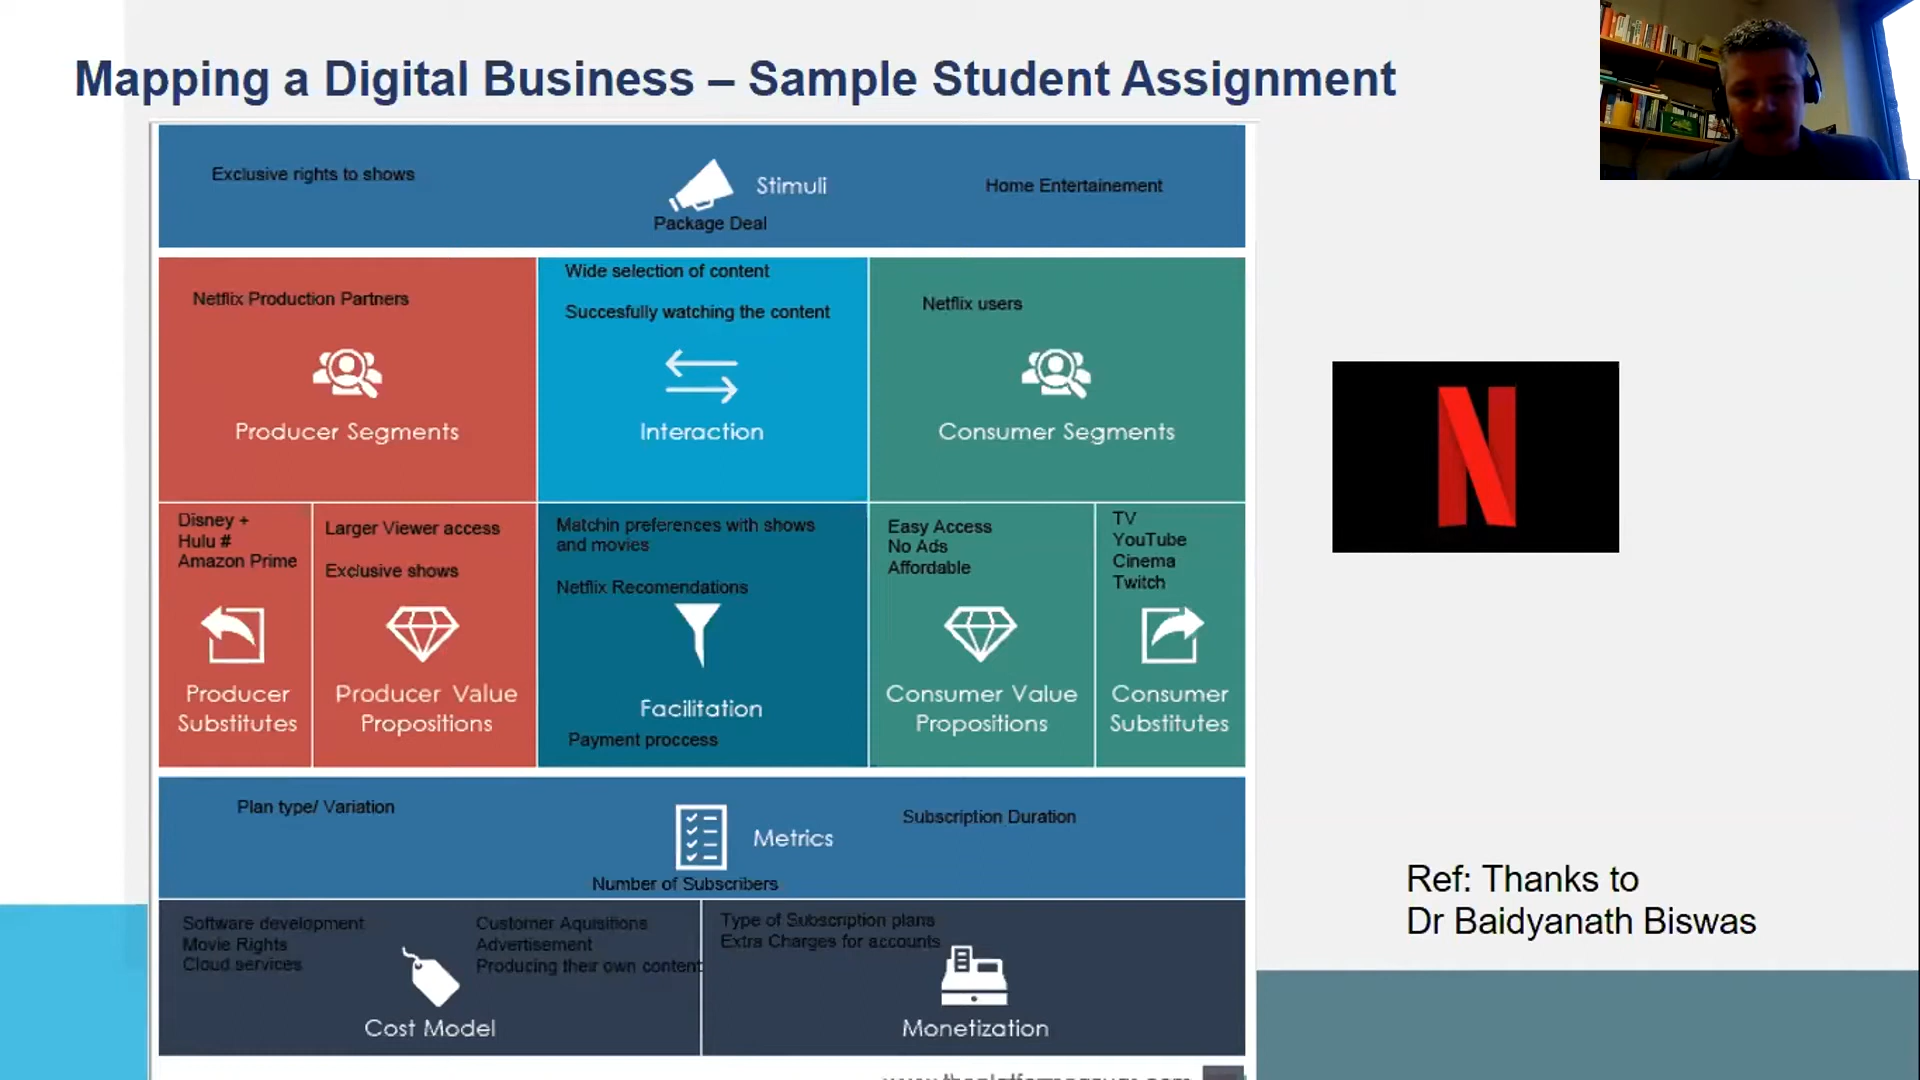 Mapping a Digital Business – Sample Student Assignment
Exclusive rights to shows
Stimuli
Home Entertainement
Package Deal
Netflix Production Partners
Producer Segments
Wide selection of content
Succesfully watching the content
Interaction
Netflix users
Consumer Segments
Disney +
Hulu #
Amazon Prime
Producer
Substitutes
Larger Viewer access
Exclusive shows
Producer Value
Propositions
Matchin preferences with shows
and movies
Netflix Recomendations
Facilitation
Payment proccess
Easy Access
No Ads
Affordable
Consumer Value
Propositions
TV
YouTube
Cinema
Twitch
Consumer
Substitutes
N
Plan type/ Variation
Metrics
Subscription Duration
Number of Subscribers
Software development
Movie Rights
Cloud services
Customer Aquisitions
Advertisement
Producing their own content
Cost Model
Type of Subscription plans
Extra Charges for accounts
Monetization
Ref: Thanks to
Dr Baidyanath Biswas